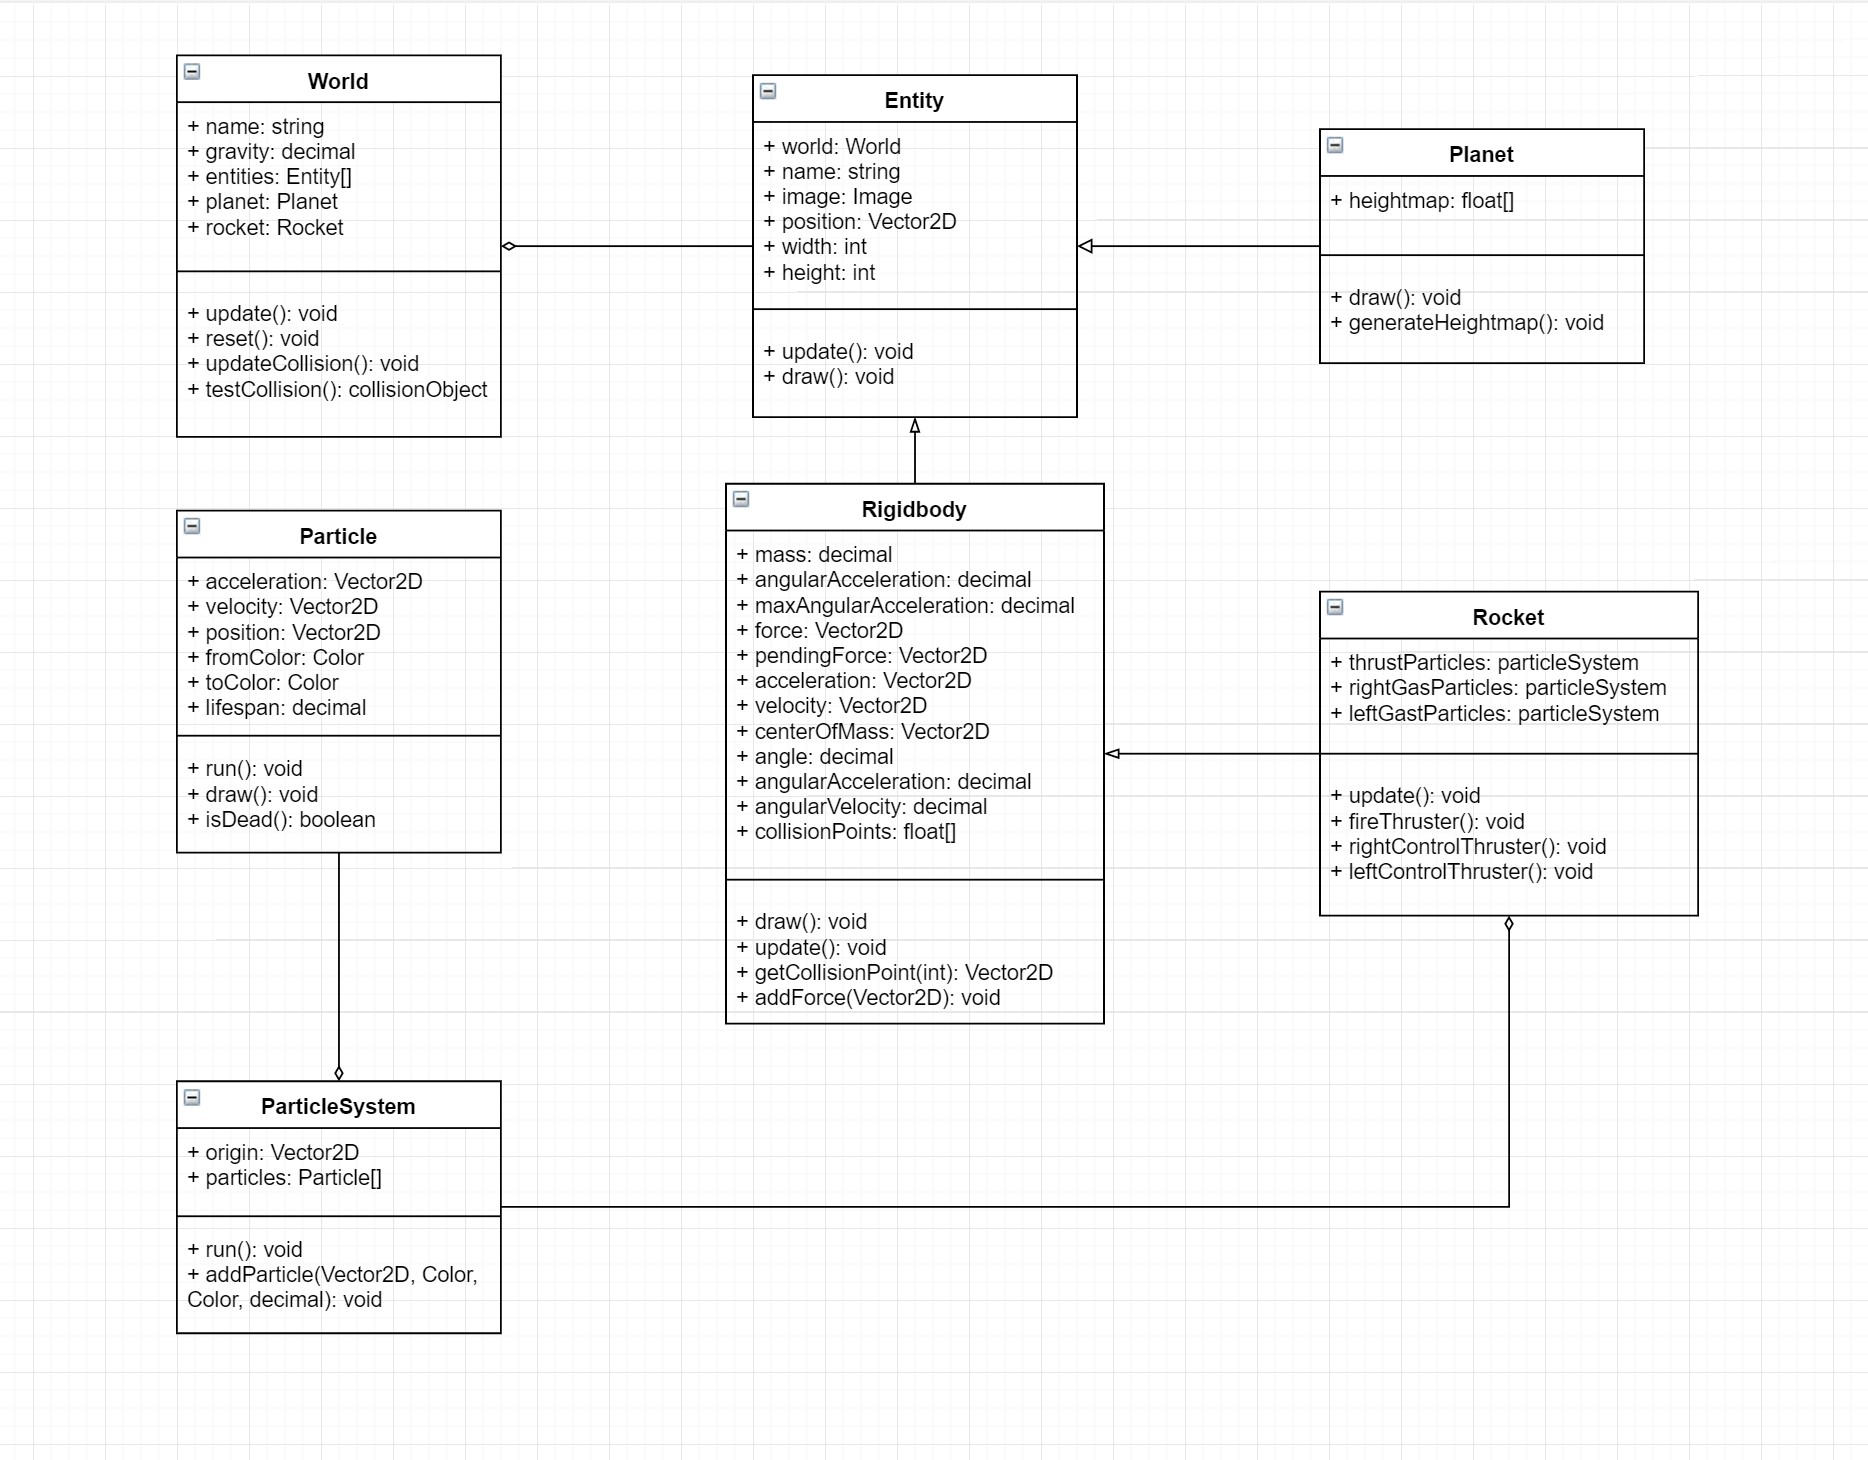 World
+ name: string
+ gravity: decimal
+ entities: Entity[]
+ planet: Planet
+ rocket: Rocket
+ update(): void
+ reset(): void
+ updateCollision(): void
+ testCollision(): collisionObject
Entity
+ world: World
+ name: string
+ image: Image
+ position: Vector2D
+ width: int
+ height: int
+ update(): void
+ draw(): void
Planet
+ heightmap: float[]
+ draw(): void
+ generateHeightmap(): void
Particle
+ acceleration: Vector2D
+ velocity: Vector2D
+ position: Vector2D
+ fromColor: Color
+ toColor: Color
+ lifespan: decimal
+ run(): void
+ draw(): void
+ isDead(): boolean
Rigidbody
+ mass: decimal
+ angularAcceleration: decimal
+ maxAngularAcceleration: decimal
+ force: Vector2D
+ pendingForce: Vector2D
+ acceleration: Vector2D
+ velocity: Vector2D
+ centerOfMass: Vector2D
+ angle: decimal
+ angularAcceleration: decimal
+ angularVelocity: decimal
+ collisionPoints: float[]
+ draw(): void
+ update(): void
+ getCollisionPoint(int): Vector2D
+ addForce(Vector2D): void
Rocket
+ thrustParticles: particleSystem
+ rightGasParticles: particleSystem
+ leftGastParticles: particleSystem
+ update(): void
+ fireThruster(): void
+ rightControlThruster(): void
+ leftControlThruster(): void
ParticleSystem
+ origin: Vector2D
+ particles: Particle[]
+ run(): void
+ addParticle(Vector2D, Color,
Color, decimal): void